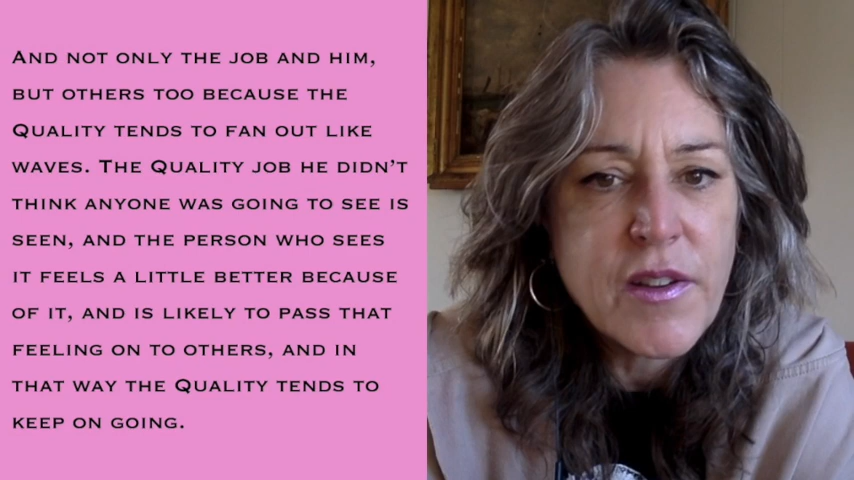 And not only the job and him,
but others too because the
Quality tends to fan out like
waves. The Quality job he didn't
think anyone was going to see is
seen, and the person who sees
it feels a little better because
of it, and is likely to pass that
feeling on to others, and in
that way the Quality tends to
keep on going.